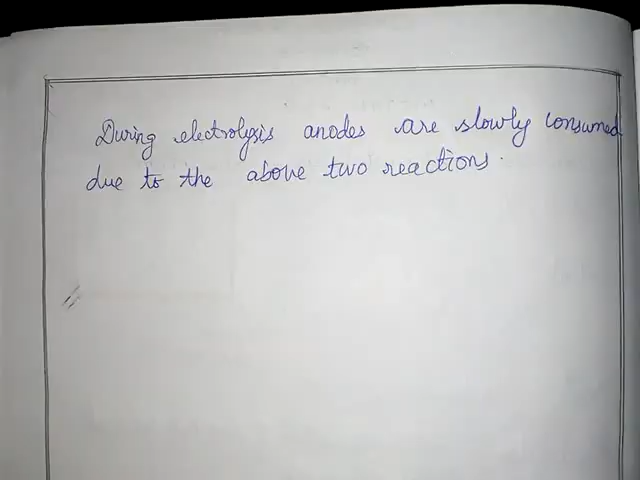 During electrolysis anodes are slowly consumed
due to the above two reactions.